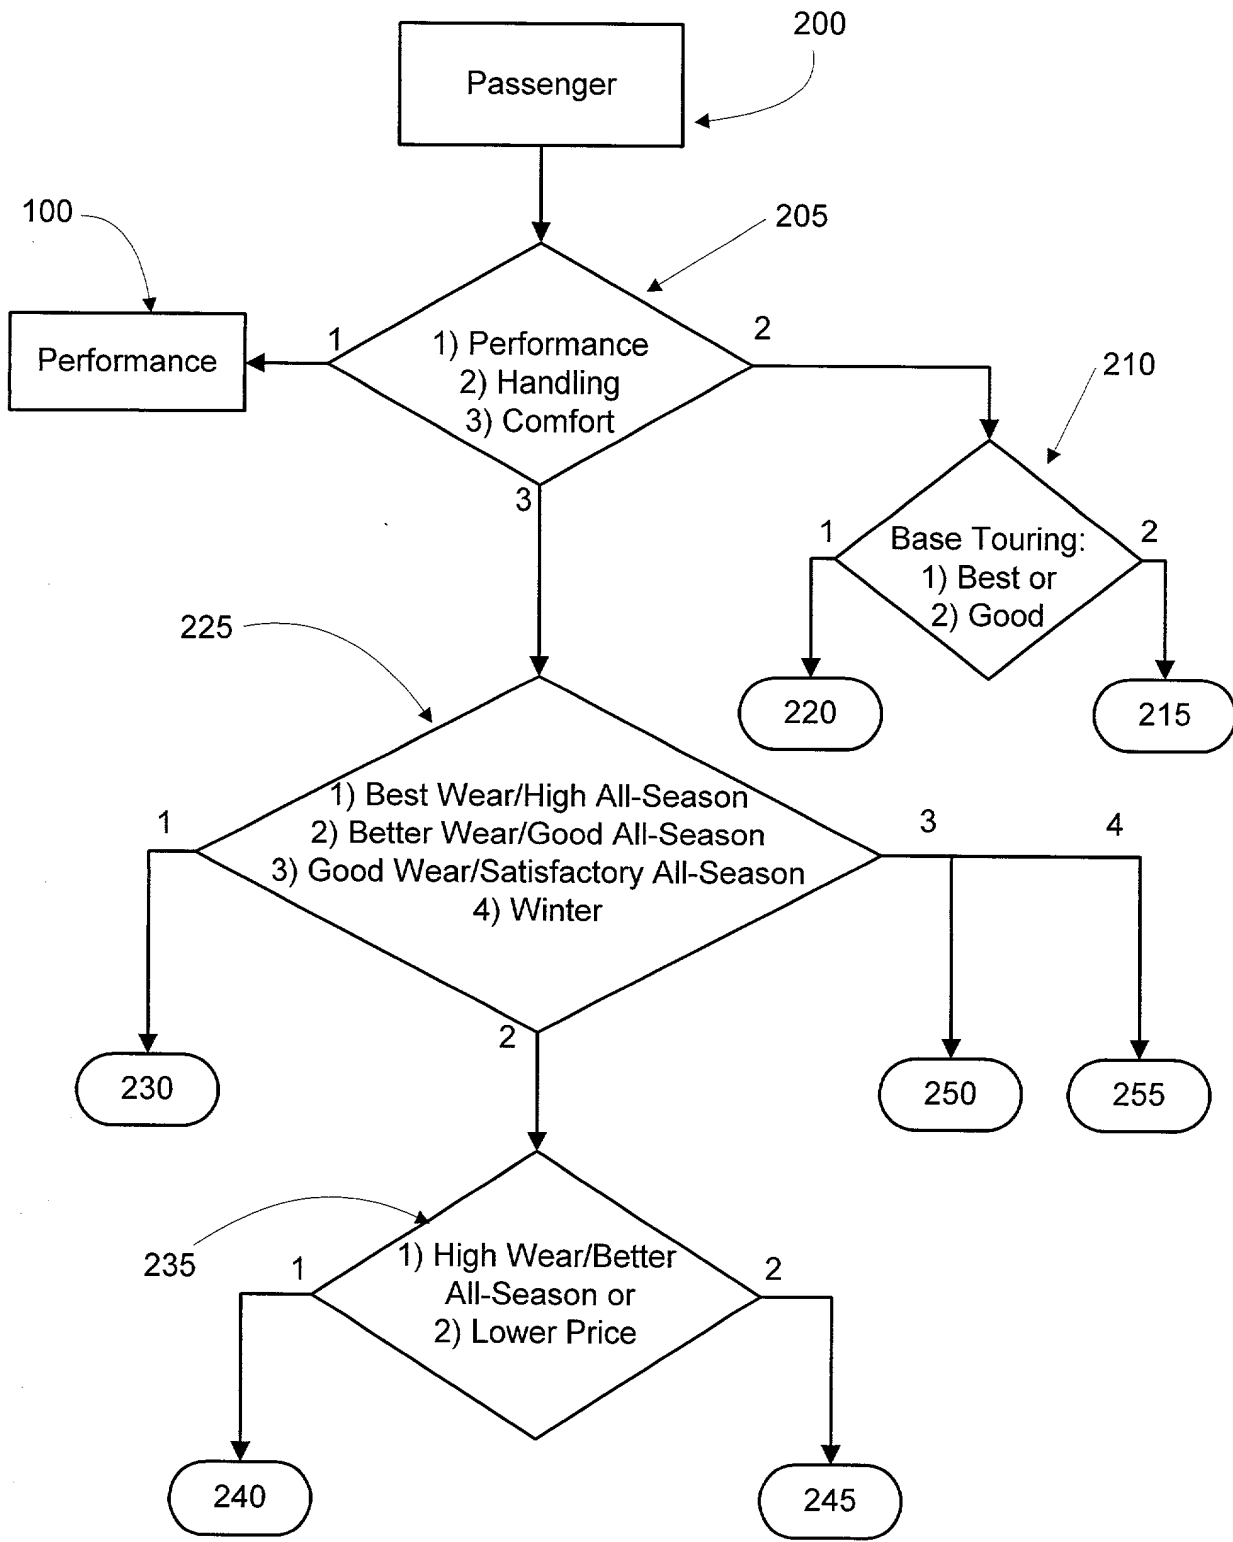 200
Passenger
100
205
1
2
Performance
1) Performance
2) Handling
3) Comfort
210
3
1
2
Base Touring:
1) Best or
2) Good
225
220
215
1
3
4
1) Best Wear/High All-Season
2) Better Wear/Good All-Season
3) Good Wear/Satisfactory All-Season
4) Winter
2
230
250
255
235
1
2
1) High Wear/Better
All-Season or
2) Lower Price
240
245